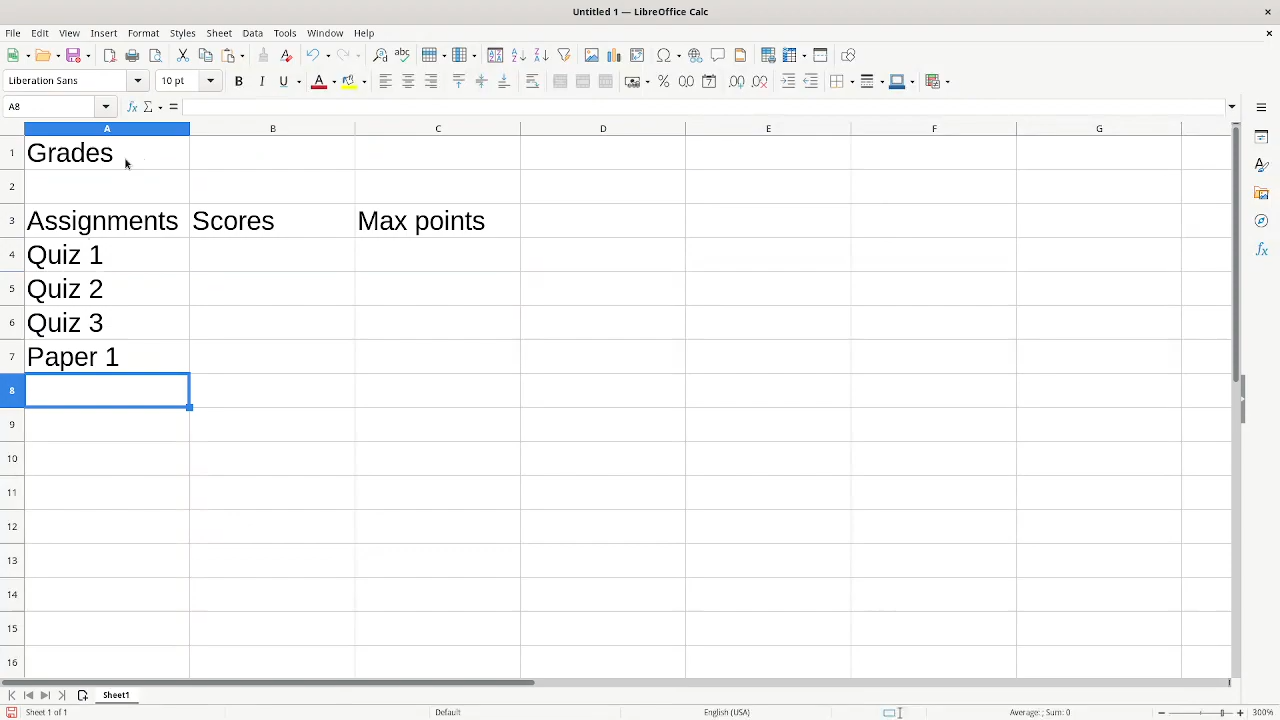 Untitled 1 — LibreOffice Calc
File Edit View Insert Format Styles Sheet Data Tools Window Help
Liberation Sans 10 pt
A8
A B C D E F G
1 Grades
2
3 Assignments Scores Max points
4 Quiz 1
5 Quiz 2
6 Quiz 3
7 Paper 1
8
9
10
11
12
13
14
15
16
Sheet1
Sheet 1 of 1 Default English (USA) Average: ; Sum: 0 300%